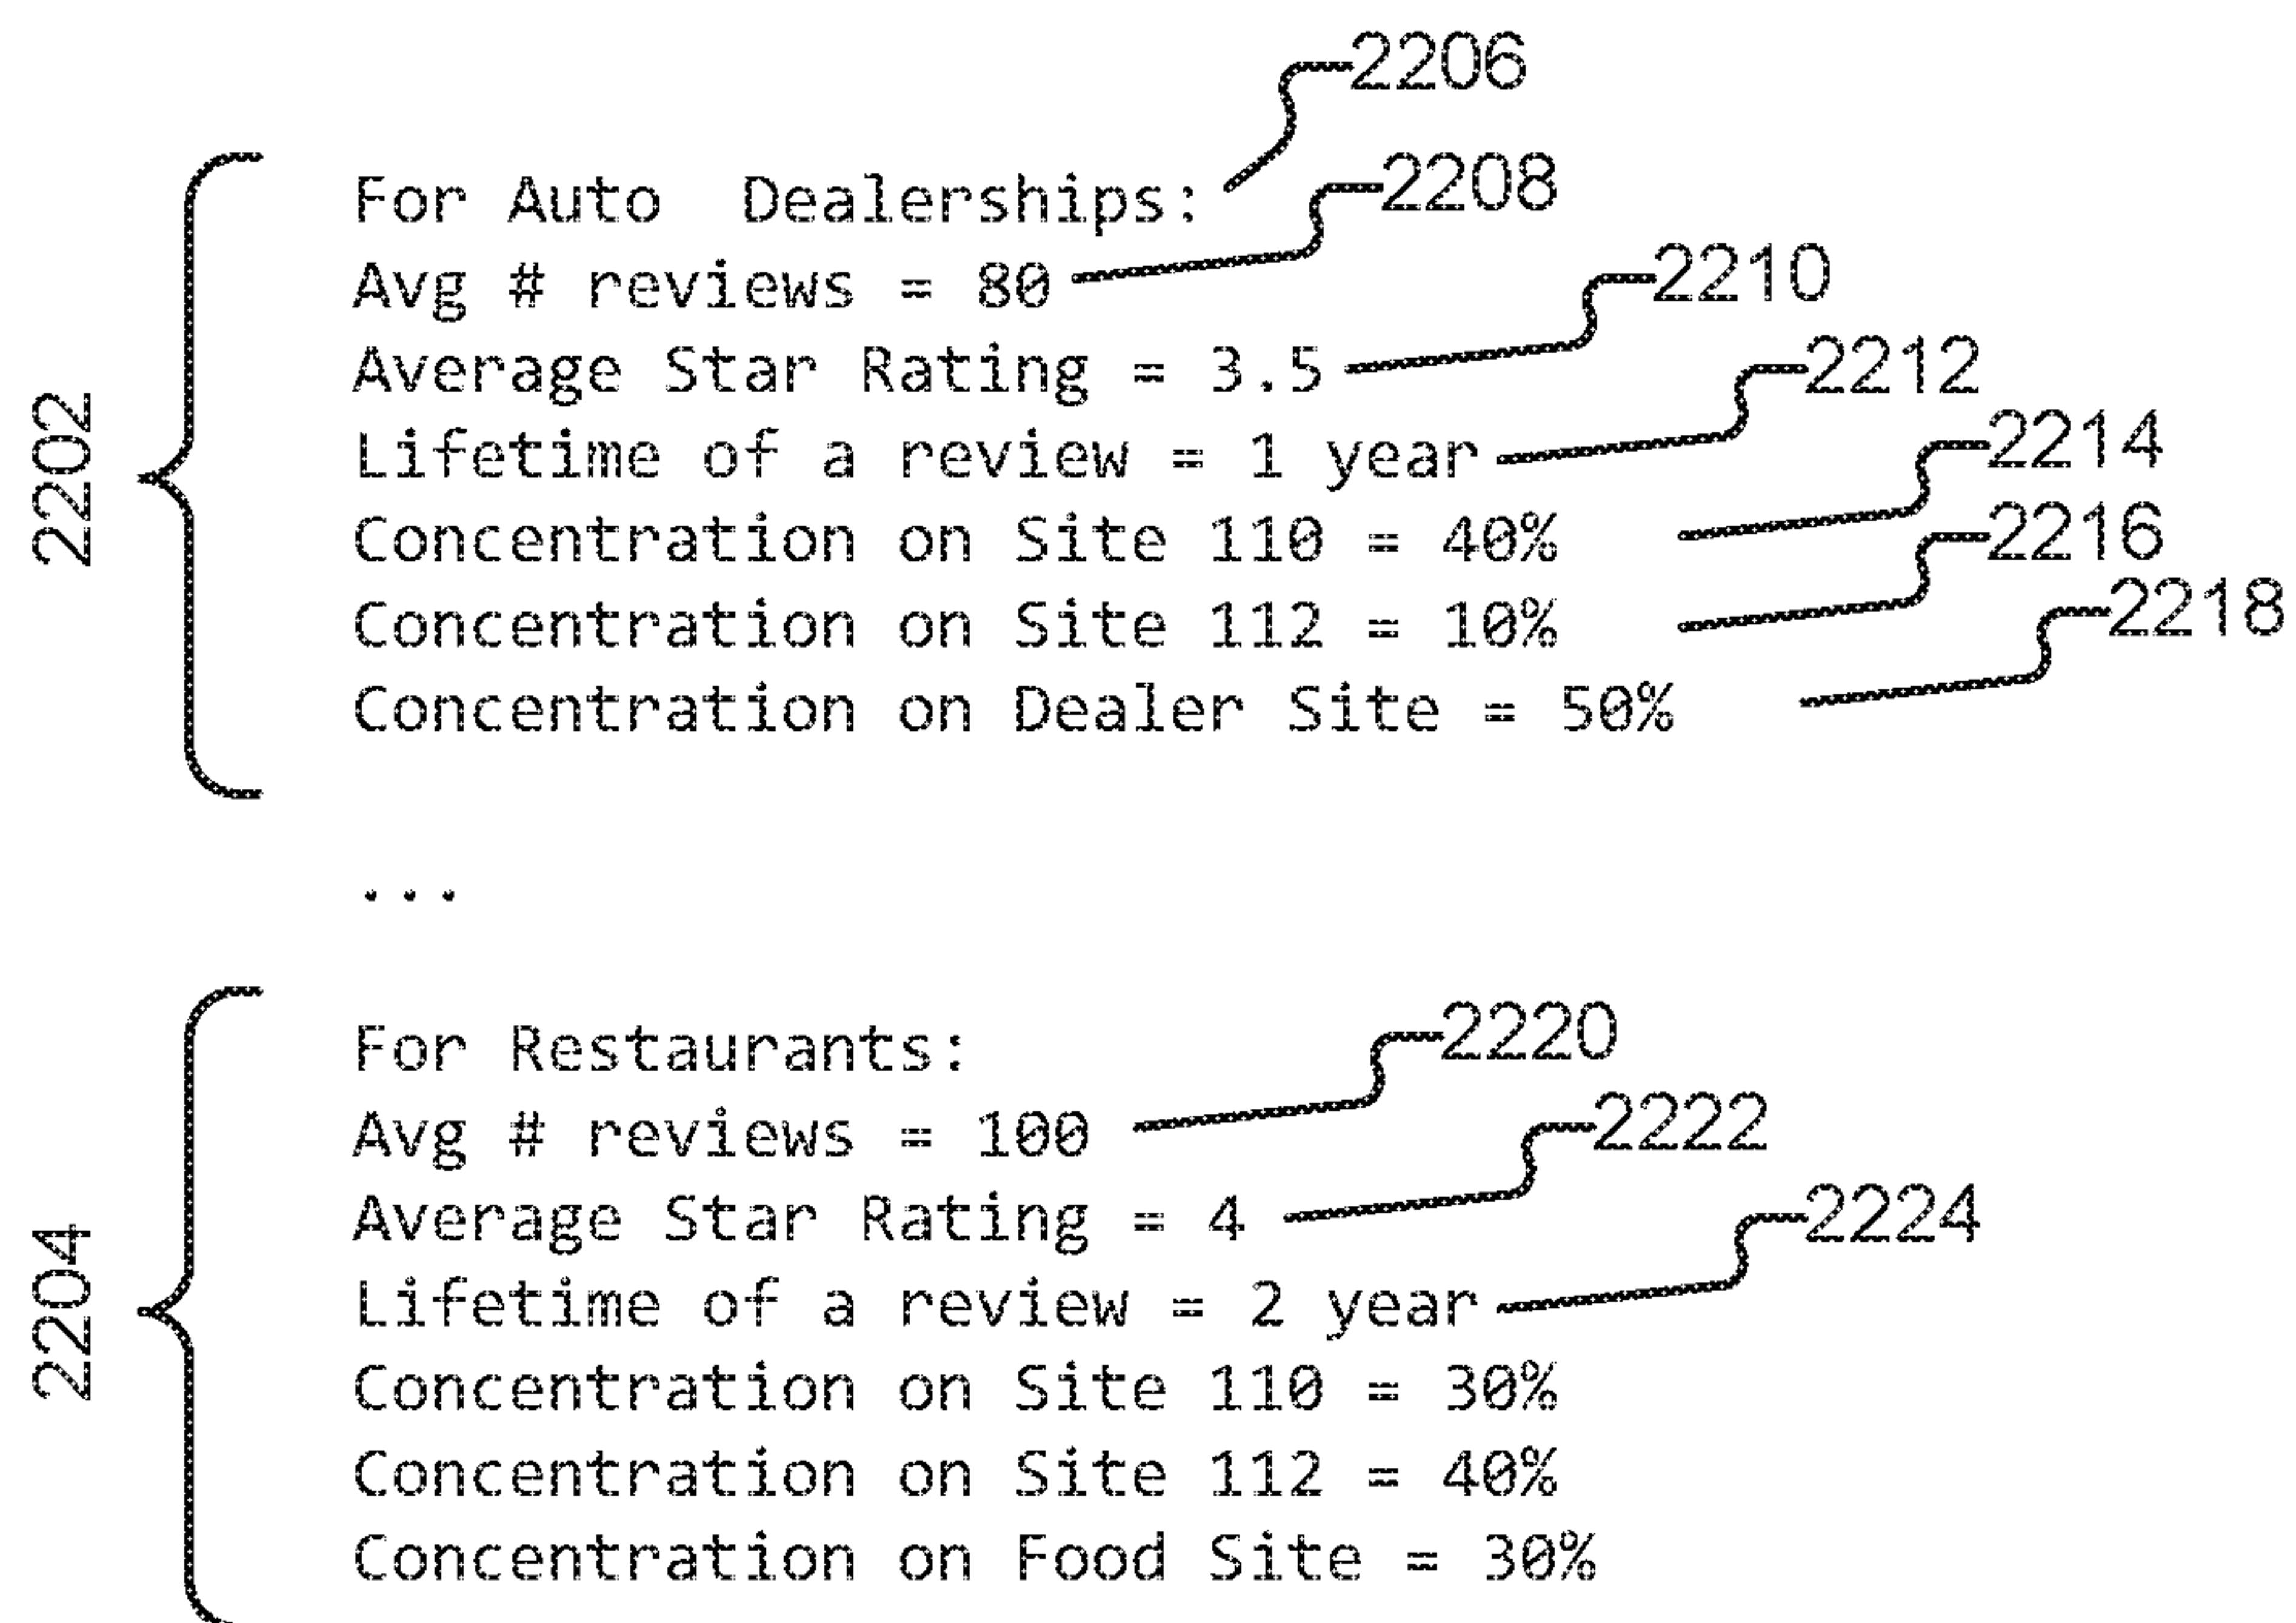 2206
For Auto Dealerships:
2208
Avg # reviews = 80
2210
Average Star Rating = 3.5
2212
Lifetime of a review = 1 year
2214
Concentration on Site 110 = 40%
2216
Concentration on Site 112 = 10%
2218
Concentration on Dealer Site = 50%
2202
...
For Restaurants:
2220
Avg # reviews = 100
2222
Average Star Rating = 4
2224
Lifetime of a review = 2 year
Concentration on Site 110 = 30%
Concentration on Site 112 = 40%
Concentration on Food Site = 30%
2204